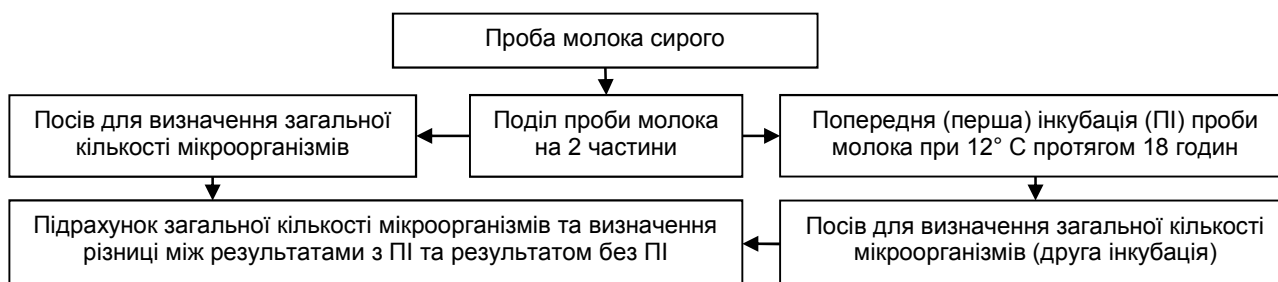 Проба молока сирого
Посів для визначення загальної
кількості мікроорганізмів
Поділ проби молока
на 2 частини
Попередня (перша) інкубація (ПІ) проби
молока при 12° С протягом 18 годин
Підрахунок загальної кількості мікроорганізмів та визначення
різниці між результатами з ПІ та результатом без ПІ
Посів для визначення загальної кількості
мікроорганізмів (друга інкубація)